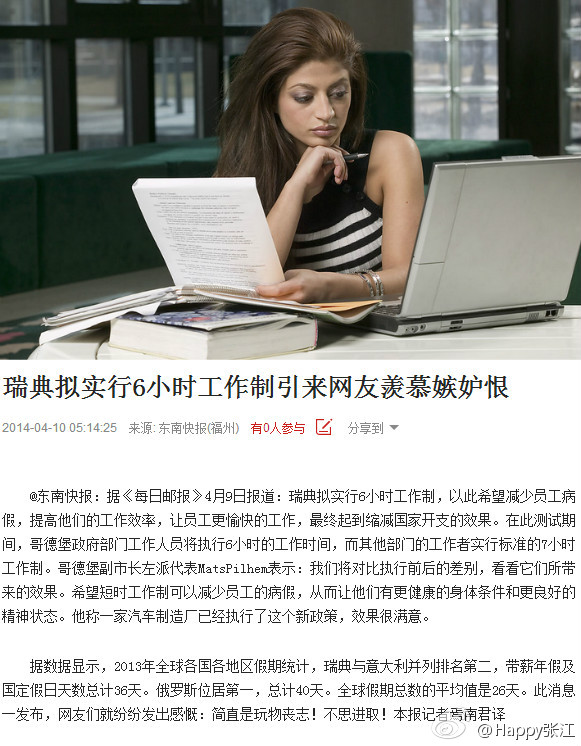 瑞典拟实行6小时工作制引来网友羡慕嫉妒恨
2014-04-10 05:14:25 来源: 东南快报(福州) 有0人参与 分享到
@东南快报：据《每日邮报》4月9日报道：瑞典拟实行6小时工作制，以此希望减少员工病
假，提高他们的工作效率，让员工更愉快的工作，最终起到缩减国家开支的效果。在此测试期
间，哥德堡政府部门工作人员将执行6小时的工作时间，而其他部门的工作者实行标准的7小时
工作制。哥德堡副市长左派代表MatsPilhem表示：我们将对比执行前后的差别，看看它们所带
来的效果。希望短时工作制可以减少员工的病假，从而让他们有更健康的身体条件和更良好的
精神状态。他称一家汽车制造厂已经执行了这个新政策，效果很满意。
据数据显示，2013年全球各国各地区假期统计，瑞典与意大利并列排名第二，带薪年假及
国定假日天数总计36天。俄罗斯位居第一，总计40天。全球假期总数的平均值是26天。此消息
一发布，网友们就纷纷发出感慨：简直是玩物丧志！不思进取！本报记者 南君译
@Happy张江